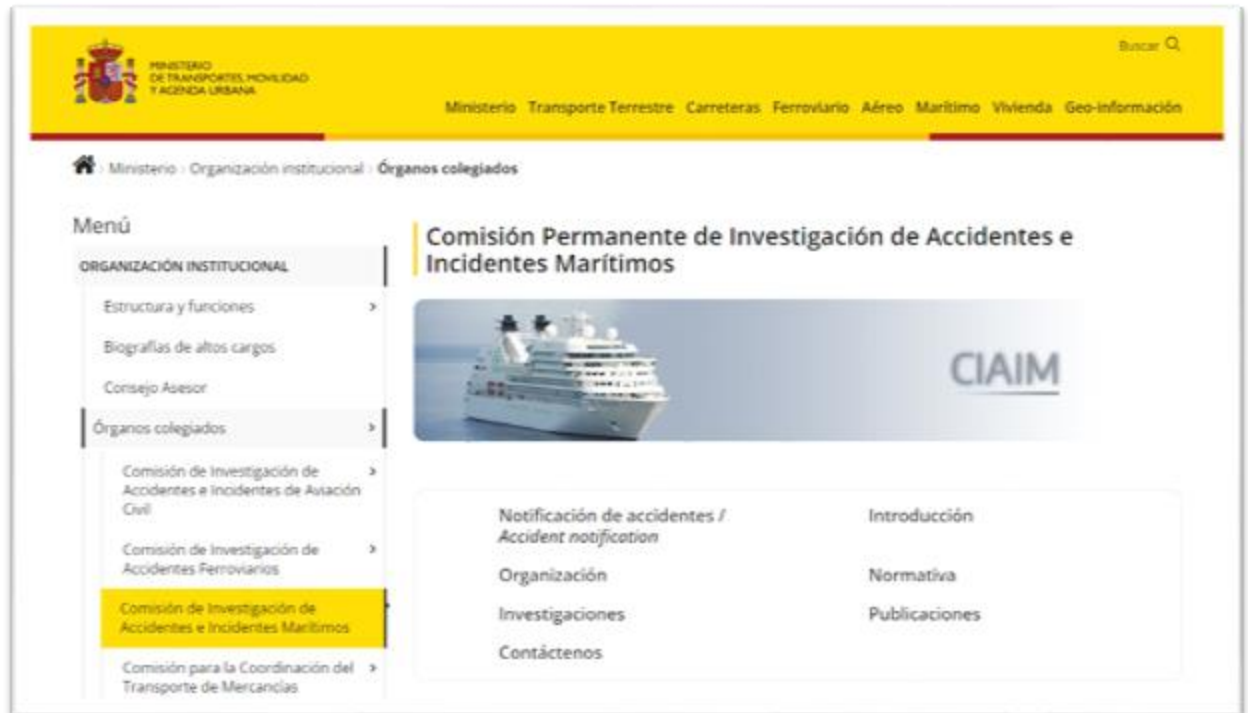 MINISTERIO
DE TRANSPORTES, MOVILIDAD
Y AGENDA URBANA
Buscar
Ministerio Transporte Terrestre Carreteras Ferroviario Aéreo Marítimo Vivienda Geo-información
Ministerio › Organización institucional › Órganos colegiados
Menú
ORGANIZACIÓN INSTITUCIONAL
Estructura y funciones
Biografías de altos cargos
Consejo Asesor
Órganos colegiados
Comisión de Investigación de
Accidentes e Incidentes de Aviación
Civil
Comisión de Investigación de
Accidentes Ferroviarios
Comisión de Investigación de
Accidentes e Incidentes Marítimos
Comisión para la Coordinación del
Transporte de Mercancías
Comisión Permanente de Investigación de Accidentes e
Incidentes Marítimos
CIAIM
Notificación de accidentes /
Accident notification
Introducción
Organización
Normativa
Investigaciones
Publicaciones
Contáctenos